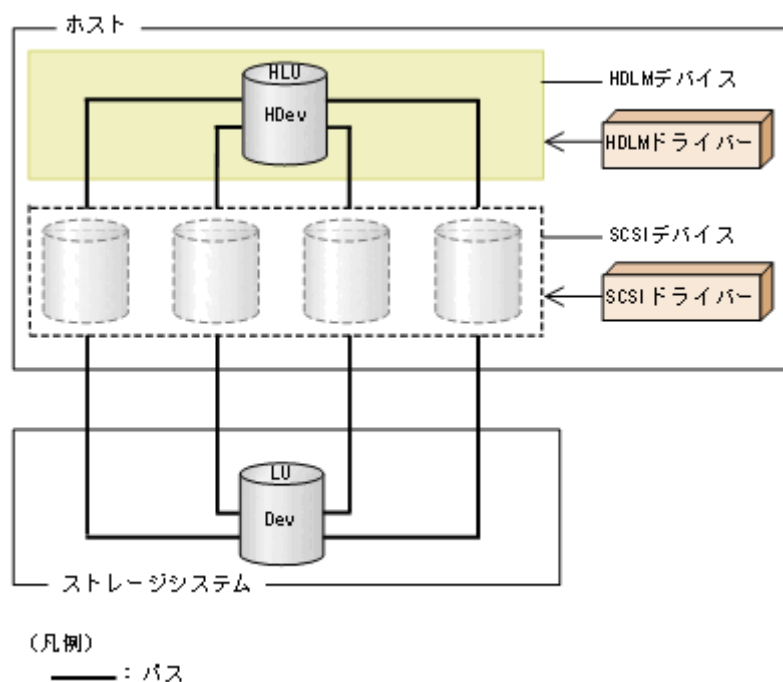 ホスト
HLU
HDev
HDLMデバイス
HDLMドライバー
SCSIデバイス
SCSIドライバー
LU
Dev
ストレージシステム
(凡例)
：パス